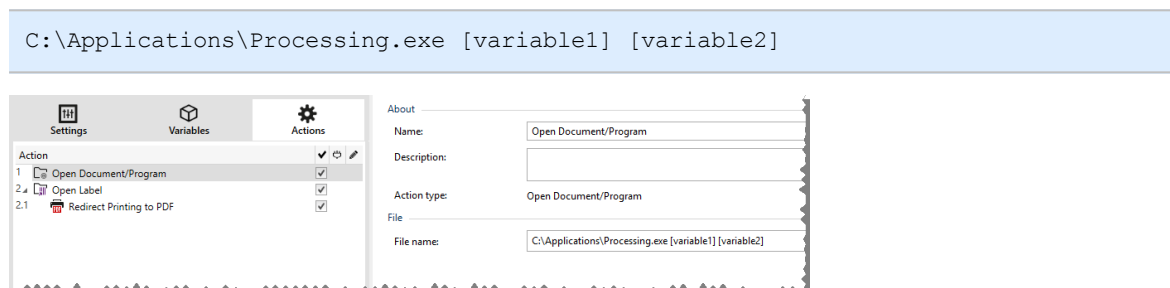 C:\Applications\Processing.exe [variable1] [variable2]
Settings Variables Actions
Action
1 Open Document/Program
2 Open Label
2.1 Redirect Printing to PDF
About
Name: Open Document/Program
Description:
Action type: Open Document/Program
File
File name: C:\Applications\Processing.exe [variable1] [variable2]